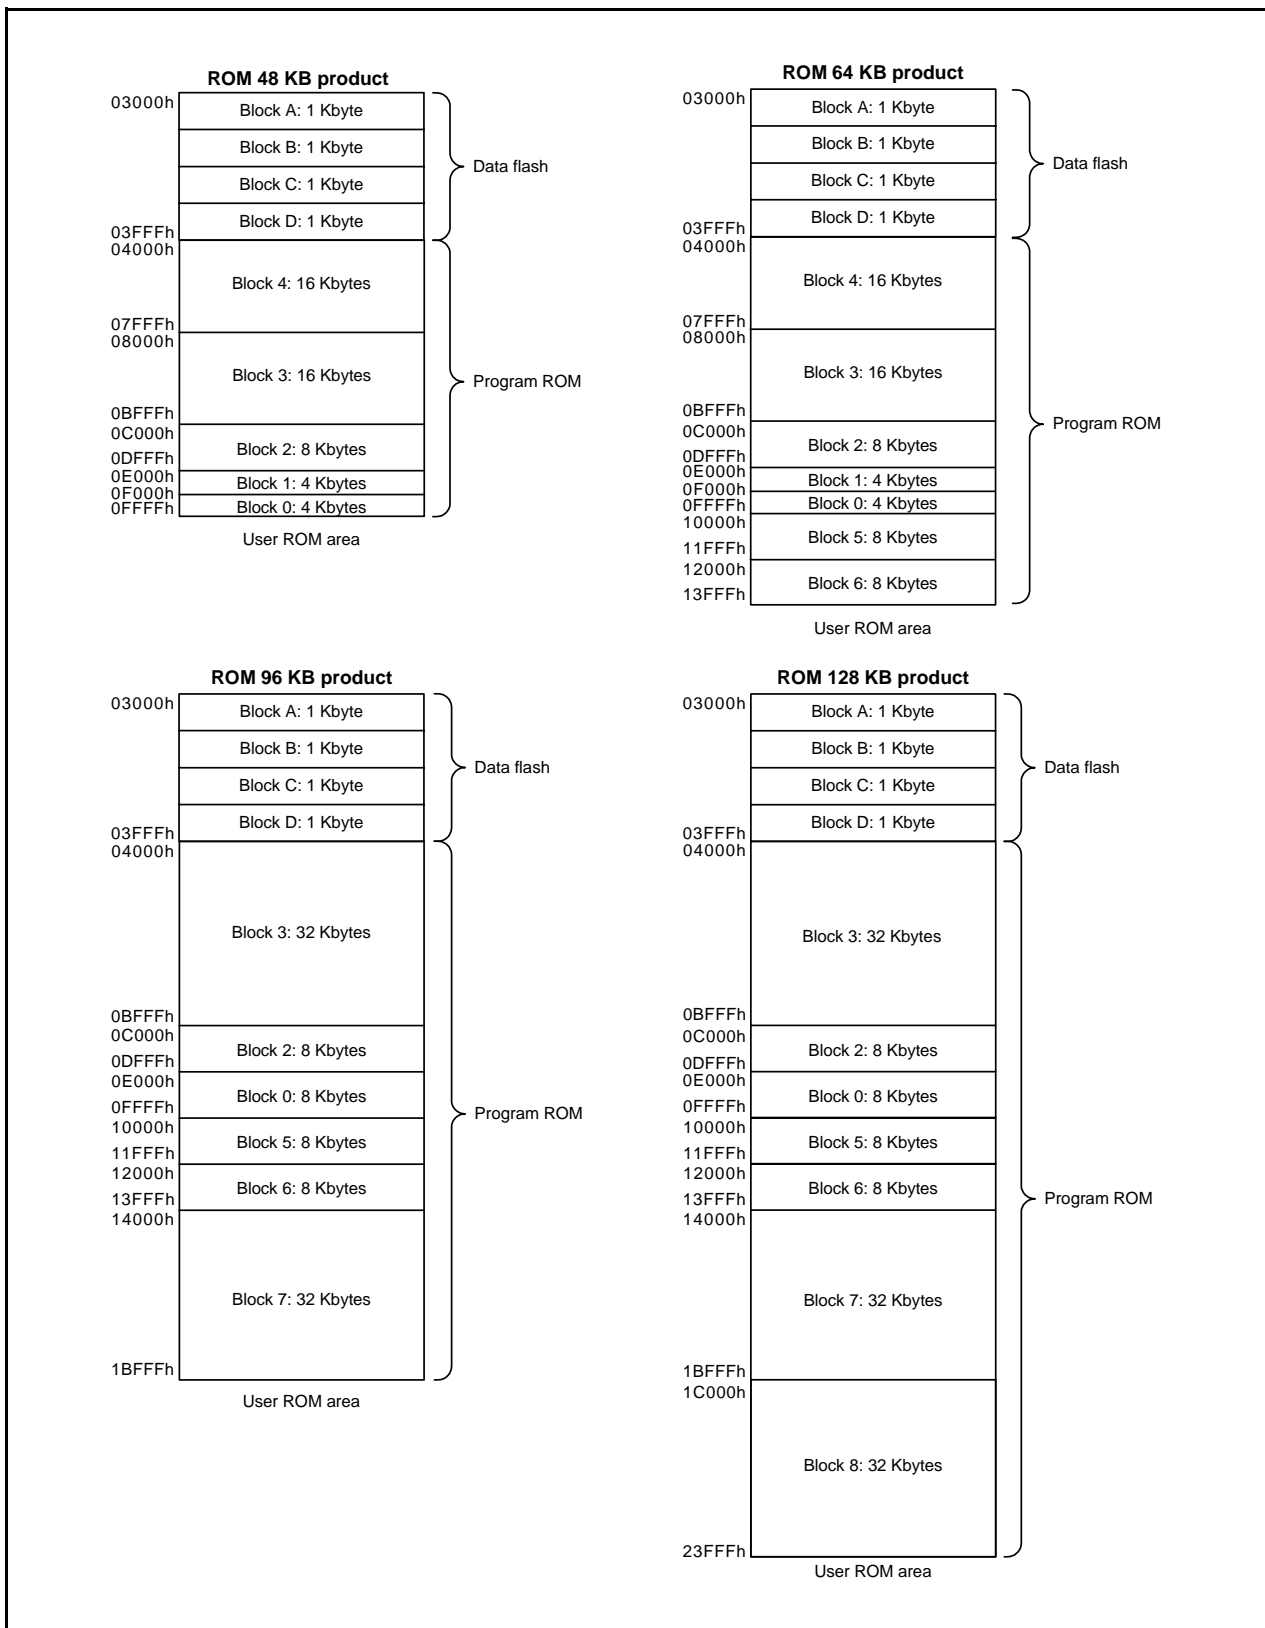 ROM 48 KB product
03000h
Block A: 1 Kbyte
Block B: 1 Kbyte
Data flash
Block C: 1 Kbyte
Block D: 1 Kbyte
03FFFh
04000h
Block 4: 16 Kbytes
07FFFh
08000h
Block 3: 16 Kbytes
Program ROM
0BFFFh
0C000h
Block 2: 8 Kbytes
0DFFFh
0E000h
Block 1: 4 Kbytes
0F000h
Block 0: 4 Kbytes
0FFFFh
User ROM area
ROM 64 KB product
03000h
Block A: 1 Kbyte
Block B: 1 Kbyte
Data flash
Block C: 1 Kbyte
Block D: 1 Kbyte
03FFFh
04000h
Block 4: 16 Kbytes
07FFFh
08000h
Block 3: 16 Kbytes
0BFFFh
Program ROM
0C000h
Block 2: 8 Kbytes
0DFFFh
0E000h
Block 1: 4 Kbytes
0F000h
Block 0: 4 Kbytes
0FFFFh
10000h
Block 5: 8 Kbytes
11FFFh
12000h
Block 6: 8 Kbytes
13FFFh
User ROM area
ROM 96 KB product
03000h
Block A: 1 Kbyte
Block B: 1 Kbyte
Data flash
Block C: 1 Kbyte
Block D: 1 Kbyte
03FFFh
04000h
Block 3: 32 Kbytes
0BFFFh
0C000h
Block 2: 8 Kbytes
0DFFFh
0E000h
Block 0: 8 Kbytes
0FFFFh
Program ROM
10000h
Block 5: 8 Kbytes
11FFFh
12000h
Block 6: 8 Kbytes
13FFFh
14000h
Block 7: 32 Kbytes
1BFFFh
User ROM area
ROM 128 KB product
03000h
Block A: 1 Kbyte
Block B: 1 Kbyte
Data flash
Block C: 1 Kbyte
Block D: 1 Kbyte
03FFFh
04000h
Block 3: 32 Kbytes
0BFFFh
0C000h
Block 2: 8 Kbytes
0DFFFh
0E000h
Block 0: 8 Kbytes
0FFFFh
10000h
Block 5: 8 Kbytes
11FFFh
12000h
Block 6: 8 Kbytes
13FFFh
Program ROM
14000h
Block 7: 32 Kbytes
1BFFFh
1C000h
Block 8: 32 Kbytes
23FFFh
User ROM area